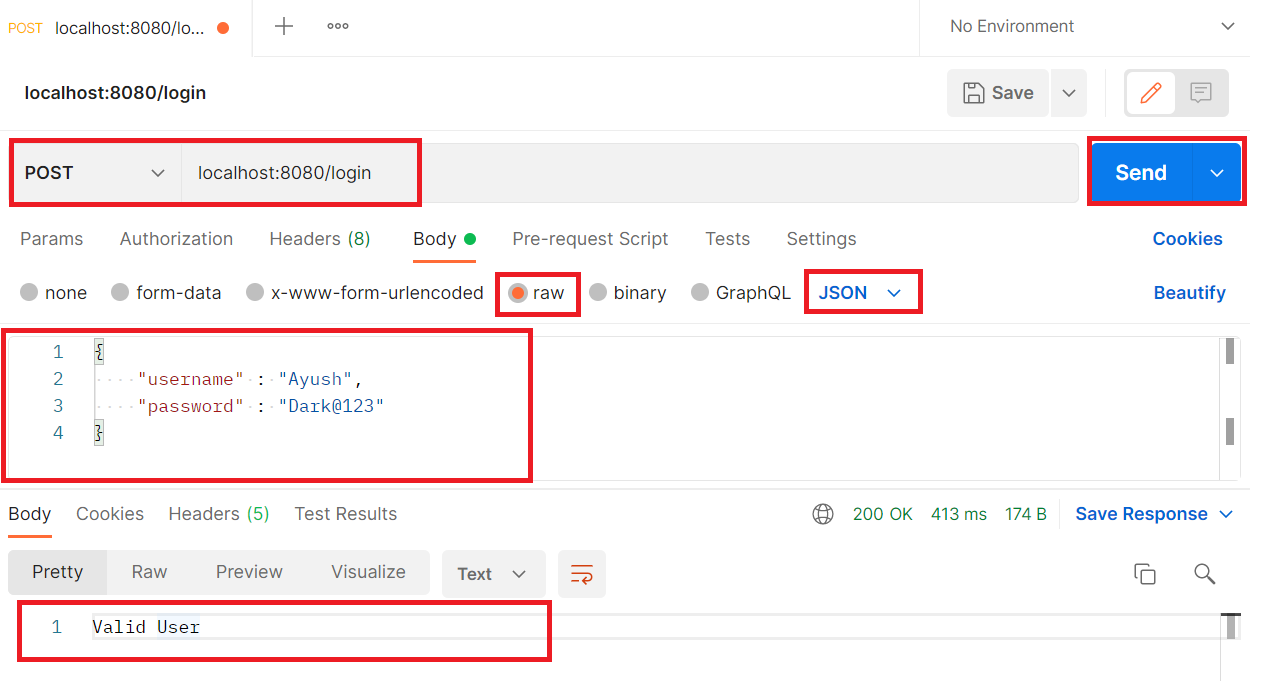 POST localhost:8080/lo... No Environment
localhost:8080/login Save
POST localhost:8080/login Send
Params Authorization Headers (8) Body Pre-request Script Tests Settings Cookies
none form-data x-www-form-urlencoded raw binary GraphQL JSON Beautify
1 {
2 "username" : "Ayush",
3 "password" : "Dark@123"
4 }
Body Cookies Headers (5) Test Results 200 OK 413 ms 174 B Save Response
Pretty Raw Preview Visualize Text
1 Valid User